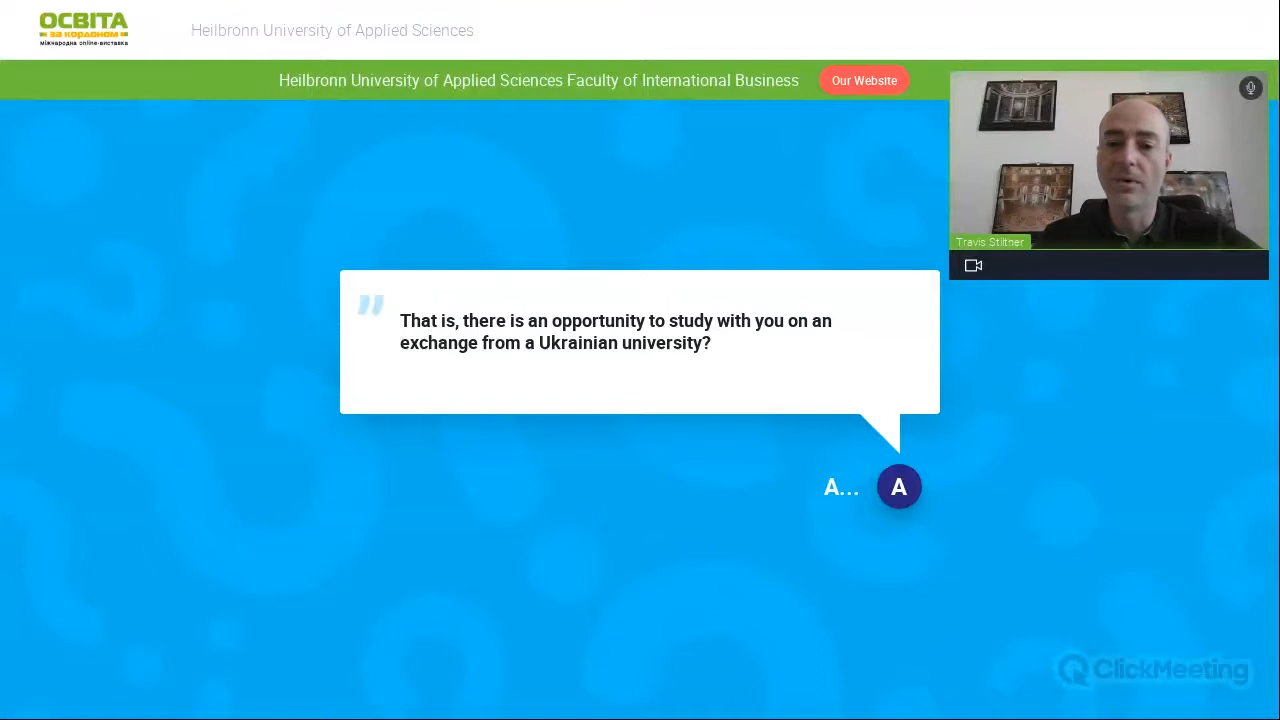 ОСВІТА
за кордоном
міжнародна online-виставка
Heilbronn University of Applied Sciences
Heilbronn University of Applied Sciences Faculty of International Business
Our Website
Travis Stiltner
"
That is, there is an opportunity to study with you on an
exchange from a Ukrainian university?
A...
A
ClickMeeting